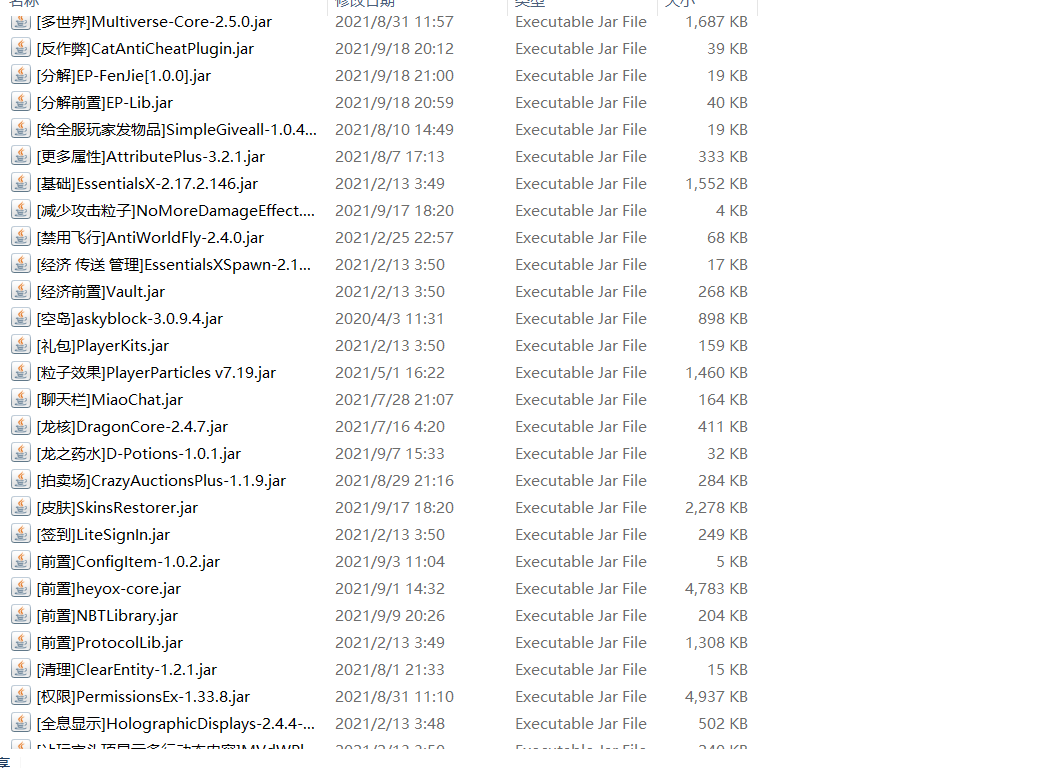 名称 修改日期 类型 大小
[多世界]Multiverse-Core-2.5.0.jar 2021/8/31 11:57 Executable Jar File 1,687 KB
[反作弊]CatAntiCheatPlugin.jar 2021/9/18 20:12 Executable Jar File 39 KB
[分解]EP-FenJie[1.0.0].jar 2021/9/18 21:00 Executable Jar File 19 KB
[分解前置]EP-Lib.jar 2021/9/18 20:59 Executable Jar File 40 KB
[给全服玩家发物品]SimpleGiveall-1.0.4... 2021/8/10 14:49 Executable Jar File 19 KB
[更多属性]AttributePlus-3.2.1.jar 2021/8/7 17:13 Executable Jar File 333 KB
[基础]EssentialsX-2.17.2.146.jar 2021/2/13 3:49 Executable Jar File 1,552 KB
[减少攻击粒子]NoMoreDamageEffect.... 2021/9/17 18:20 Executable Jar File 4 KB
[禁用飞行]AntiWorldFly-2.4.0.jar 2021/2/25 22:57 Executable Jar File 68 KB
[经济 传送 管理]EssentialsXSpawn-2.1... 2021/2/13 3:50 Executable Jar File 17 KB
[经济前置]Vault.jar 2021/2/13 3:50 Executable Jar File 268 KB
[空岛]askyblock-3.0.9.4.jar 2020/4/3 11:31 Executable Jar File 898 KB
[礼包]PlayerKits.jar 2021/2/13 3:50 Executable Jar File 159 KB
[粒子效果]PlayerParticles v7.19.jar 2021/5/1 16:22 Executable Jar File 1,460 KB
[聊天栏]MiaoChat.jar 2021/7/28 21:07 Executable Jar File 164 KB
[龙核]DragonCore-2.4.7.jar 2021/7/16 4:20 Executable Jar File 411 KB
[龙之药水]D-Potions-1.0.1.jar 2021/9/7 15:33 Executable Jar File 32 KB
[拍卖场]CrazyAuctionsPlus-1.1.9.jar 2021/8/29 21:16 Executable Jar File 284 KB
[皮肤]SkinsRestorer.jar 2021/9/17 18:20 Executable Jar File 2,278 KB
[签到]LiteSignIn.jar 2021/2/13 3:50 Executable Jar File 249 KB
[前置]ConfigItem-1.0.2.jar 2021/9/3 11:04 Executable Jar File 5 KB
[前置]heyox-core.jar 2021/9/1 14:32 Executable Jar File 4,783 KB
[前置]NBTLibrary.jar 2021/9/9 20:26 Executable Jar File 204 KB
[前置]ProtocolLib.jar 2021/2/13 3:49 Executable Jar File 1,308 KB
[清理]ClearEntity-1.2.1.jar 2021/8/1 21:33 Executable Jar File 15 KB
[权限]PermissionsEx-1.33.8.jar 2021/8/31 11:10 Executable Jar File 4,937 KB
[全息显示]HolographicDisplays-2.4.4-... 2021/2/13 3:48 Executable Jar File 502 KB